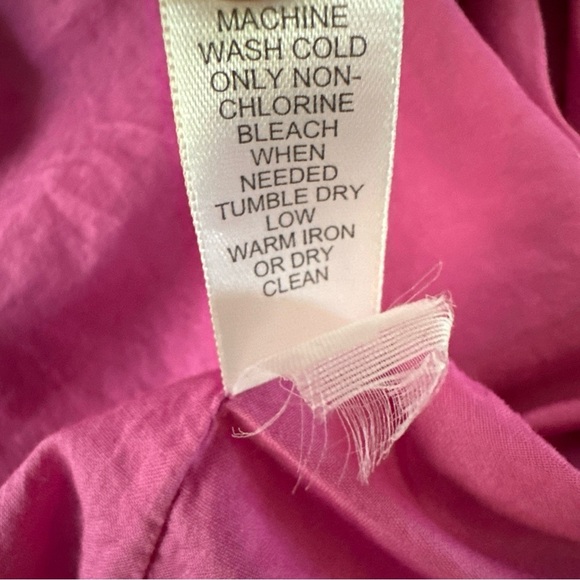 MACHINE
WASH COLD
ONLY NON-
CHLORINE
BLEACH
WHEN
NEEDED
TUMBLE DRY
LOW
WARM IRON
OR DRY
CLEAN